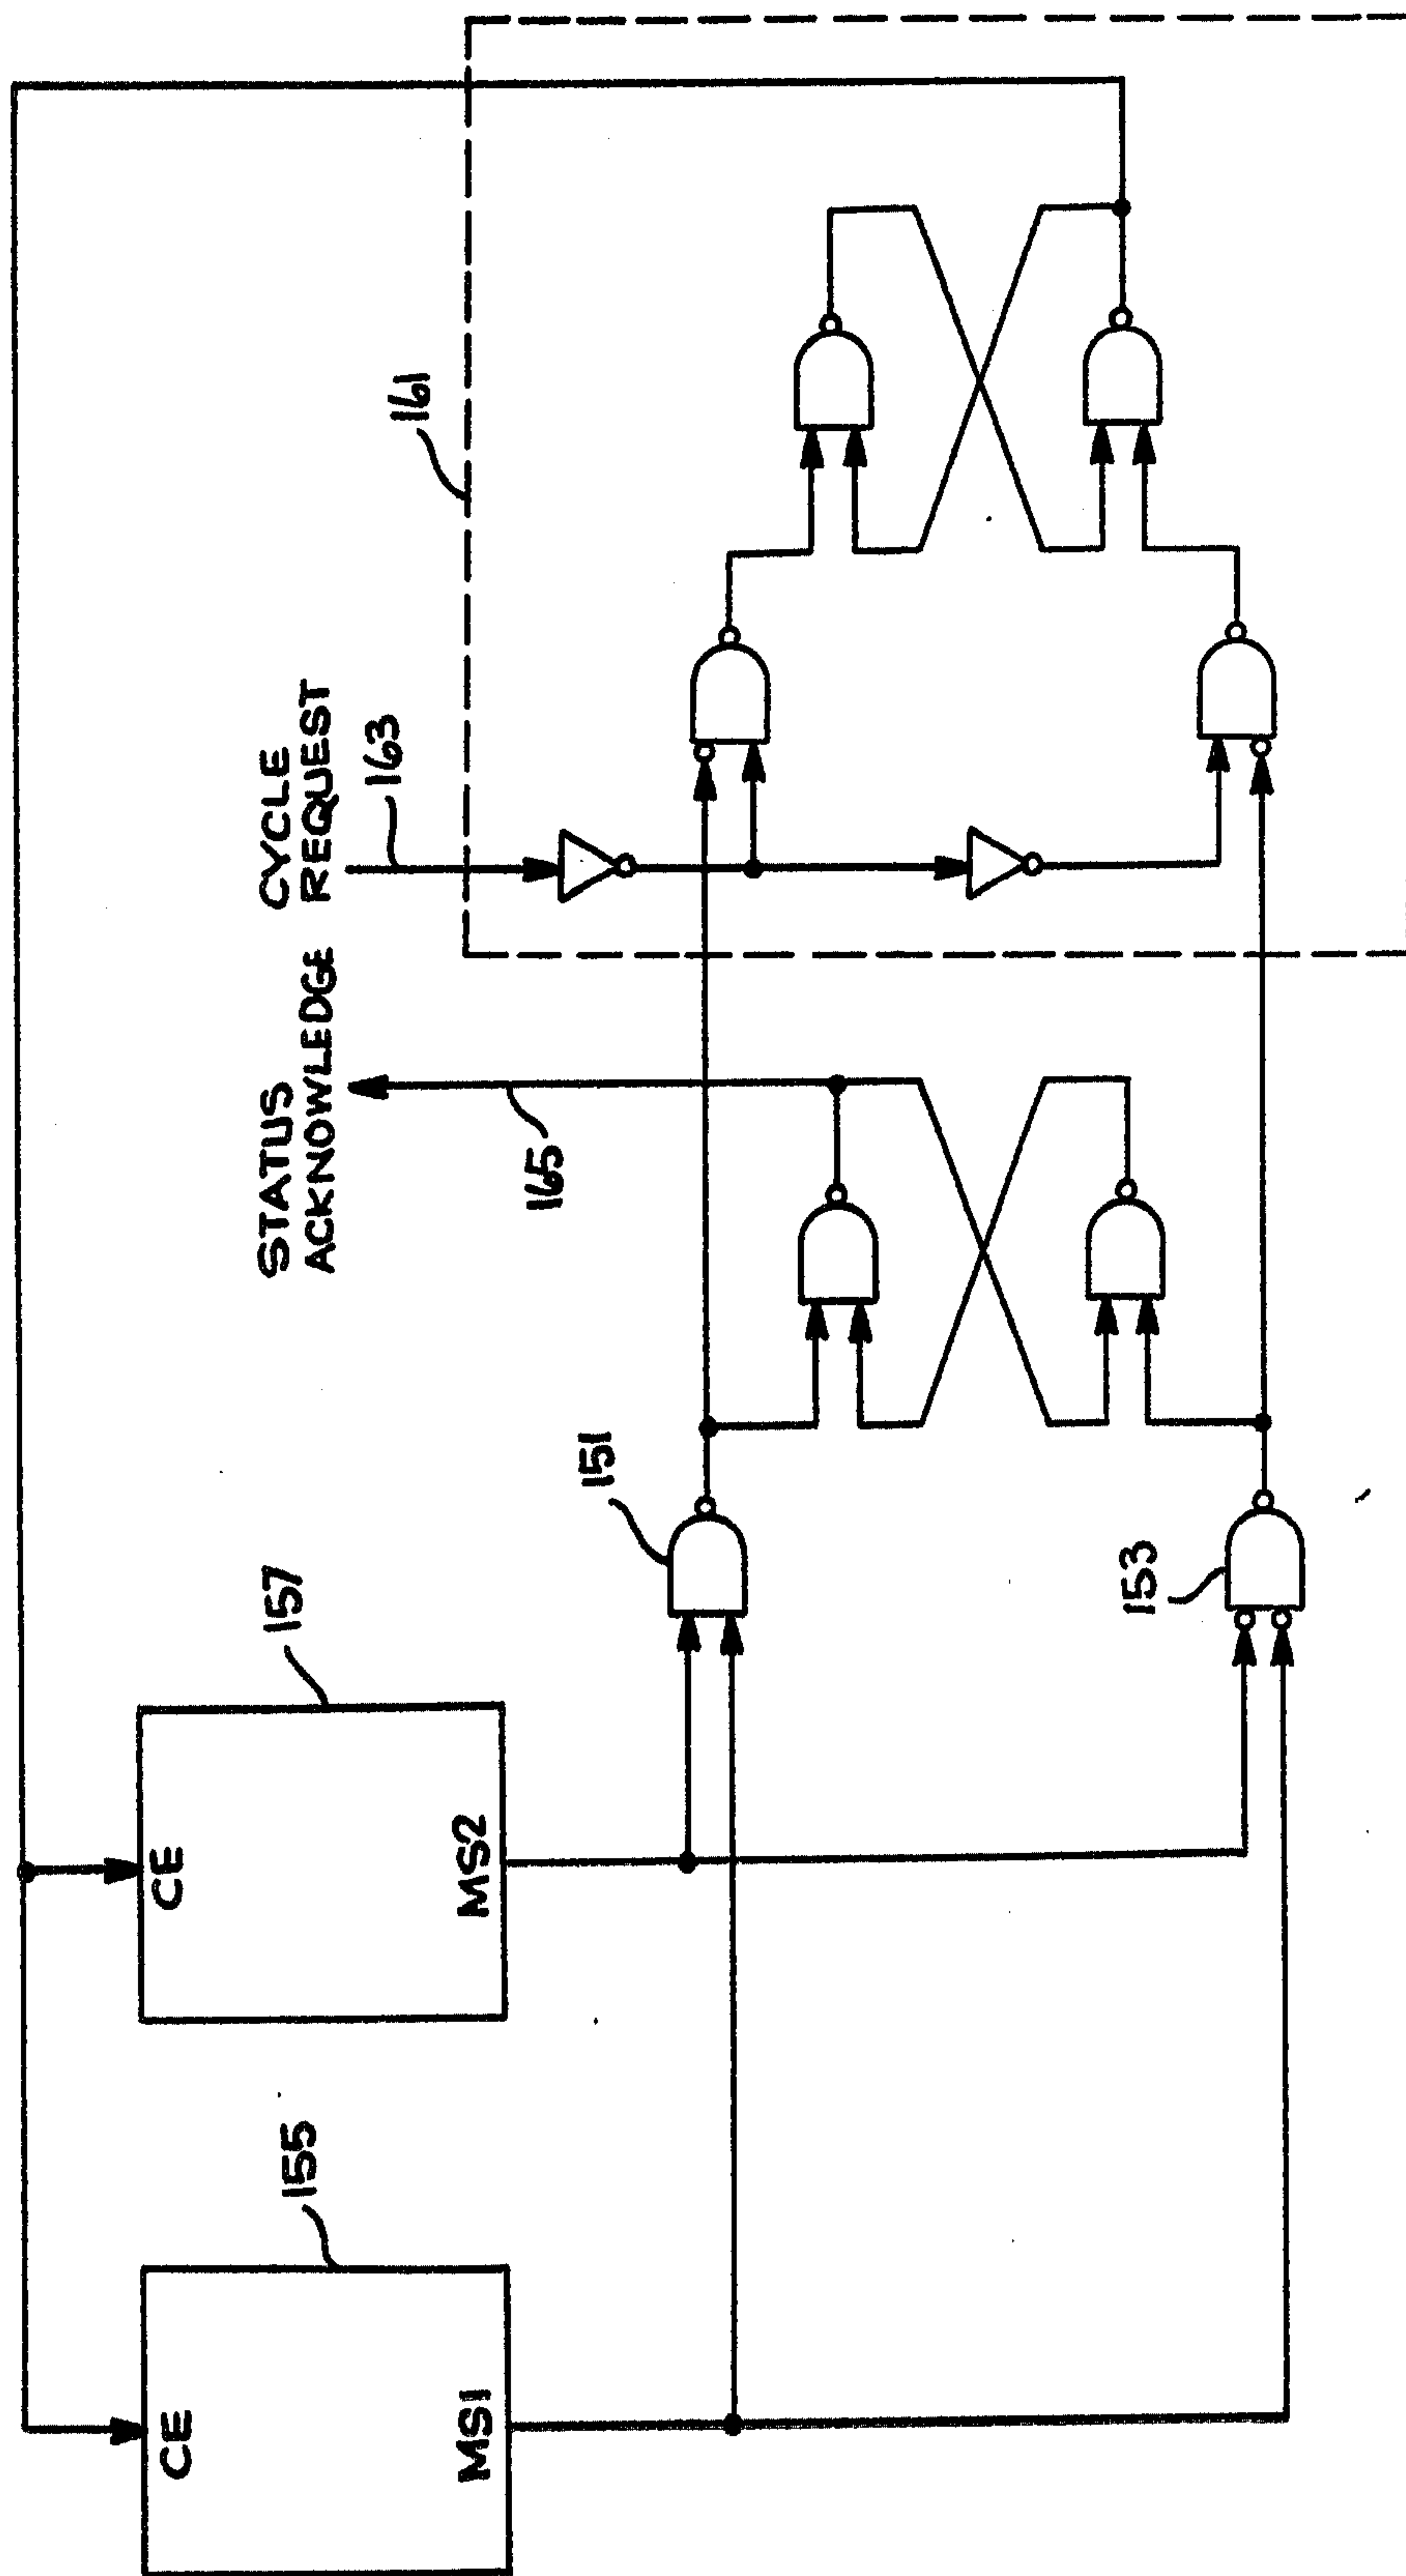 155
CE
MS1
157
CE
MS2
151
153
STATUS
ACKNOWLEDGE
165
CYCLE
REQUEST
163
161